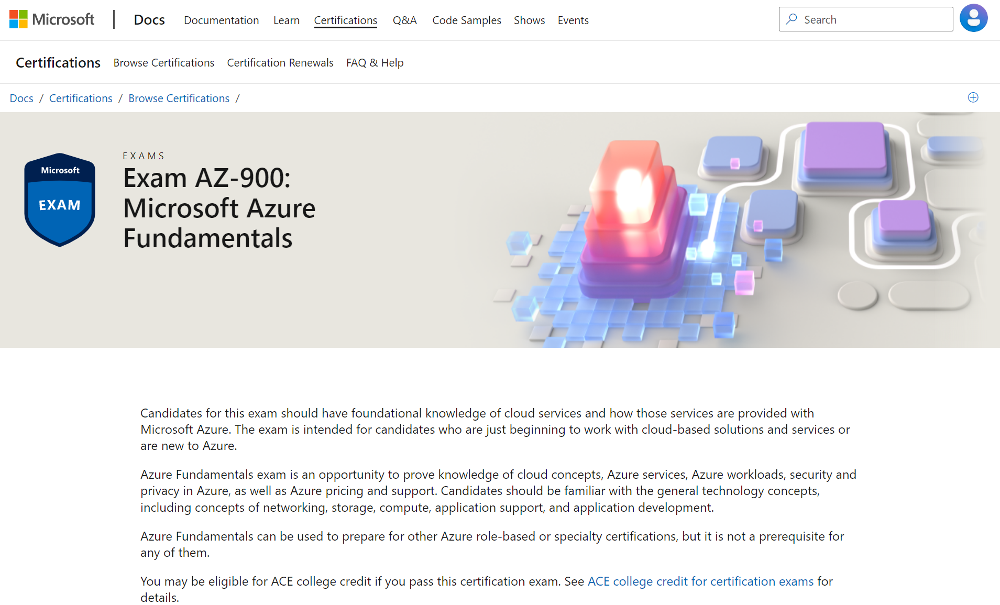 Microsoft Docs Documentation Learn Certifications Q&A Code Samples Shows Events Search
Certifications Browse Certifications Certification Renewals FAQ & Help
Docs / Certifications / Browse Certifications /
Microsoft
EXAM
EXAMS
Exam AZ-900:
Microsoft Azure
Fundamentals
Candidates for this exam should have foundational knowledge of cloud services and how those services are provided with
Microsoft Azure. The exam is intended for candidates who are just beginning to work with cloud-based solutions and services or
are new to Azure.
Azure Fundamentals exam is an opportunity to prove knowledge of cloud concepts, Azure services, Azure workloads, security and
privacy in Azure, as well as Azure pricing and support. Candidates should be familiar with the general technology concepts,
including concepts of networking, storage, compute, application support, and application development.
Azure Fundamentals can be used to prepare for other Azure role-based or specialty certifications, but it is not a prerequisite for
any of them.
You may be eligible for ACE college credit if you pass this certification exam. See ACE college credit for certification exams for
details.